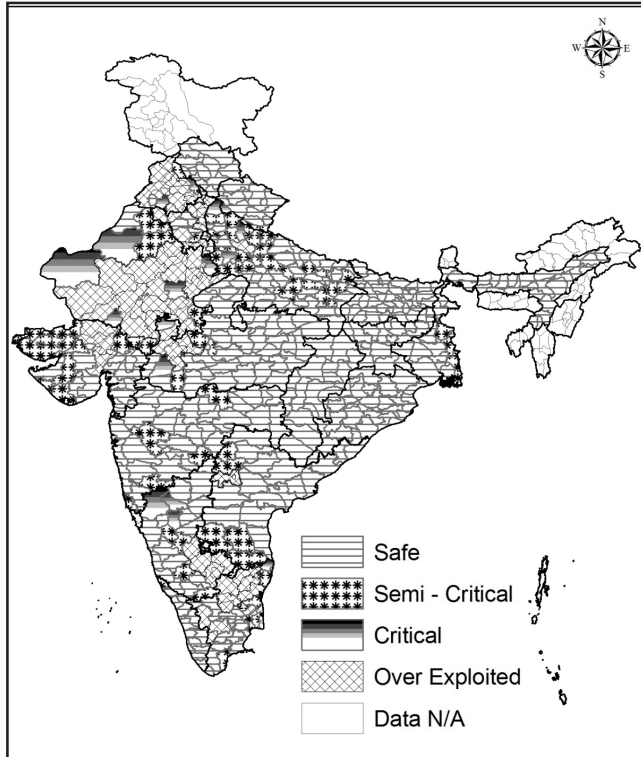 N
W E
S
Safe
Semi - Critical
Critical
Over Exploited
Data N/A